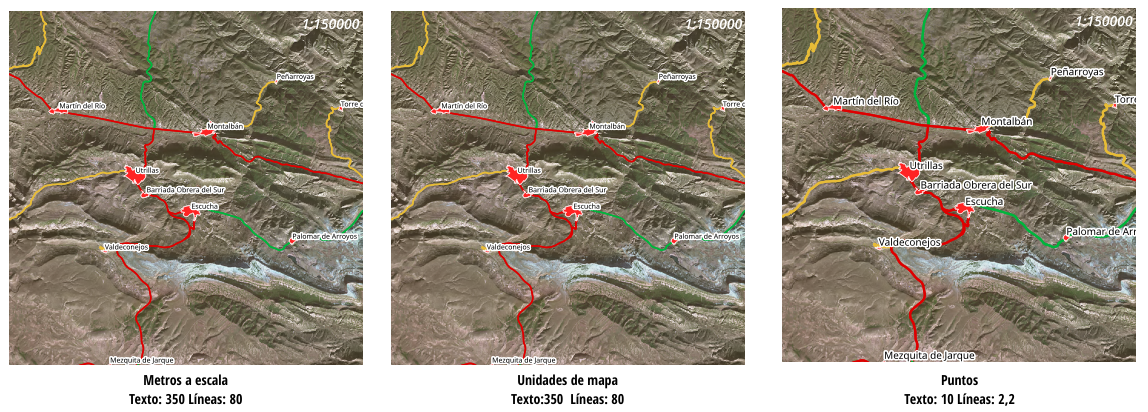 1:150000
Peñarroyas
Martín del Río
Torre c
Montalbán
Utrillas
Barriada Obrera del Sur
Escucha
Palomar de Arroyos
Valdeconejos
Mezquita de Jarque
Metros a escala
Texto: 350 Líneas: 80
1:150000
Peñarroyas
Martín del Río
Torre c
Montalbán
Utrillas
Barriada Obrera del Sur
Escucha
Palomar de Arroyos
Valdeconejos
Mezquita de Jarque
Unidades de mapa
Texto:350 Líneas: 80
1:150000
Peñarroyas
Martín del Río
Torre
Montalbán
Utrillas
Barriada Obrera del Sur
Escucha
Palomar de Arr
Valdeconejos
Mezquita de Jarque
Puntos
Texto: 10 Líneas: 2,2